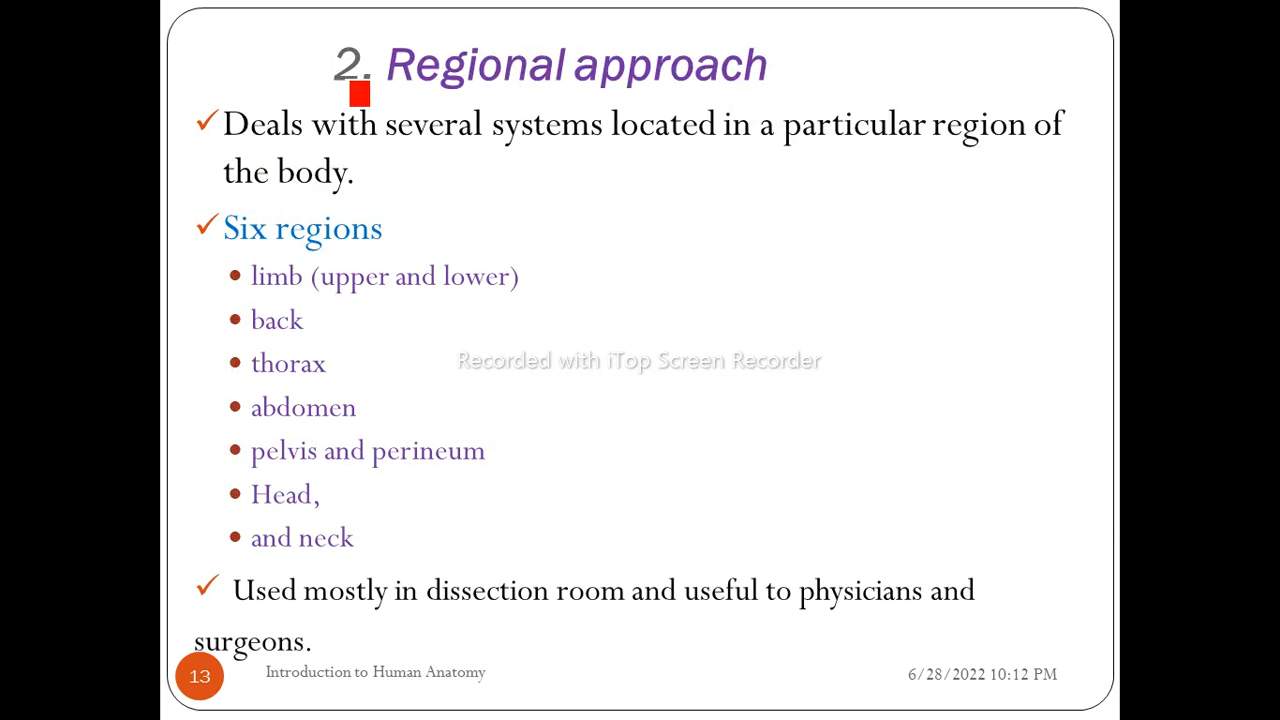 2. Regional approach
✓ Deals with several systems located in a particular region of
the body.
✓ Six regions
• limb (upper and lower)
• back
• thorax
• abdomen
• pelvis and perineum
• Head,
• and neck
✓ Used mostly in dissection room and useful to physicians and
surgeons.
Recorded with iTop Screen Recorder
13 Introduction to Human Anatomy 6/28/2022 10:12 PM